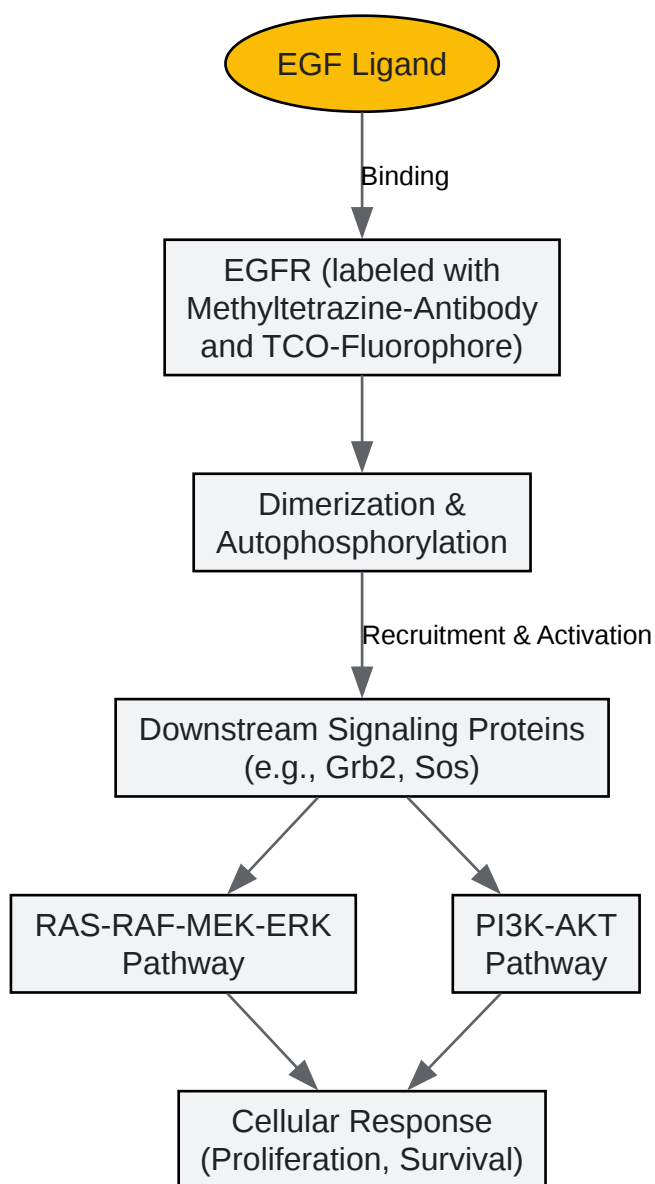 EGF Ligand
Binding
EGFR (labeled with
Methyltetrazine-Antibody
and TCO-Fluorophore)
Dimerization &
Autophosphorylation
Recruitment & Activation
Downstream Signaling Proteins
(e.g., Grb2, Sos)
RAS-RAF-MEK-ERK
Pathway
PI3K-AKT
Pathway
Cellular Response
(Proliferation, Survival)